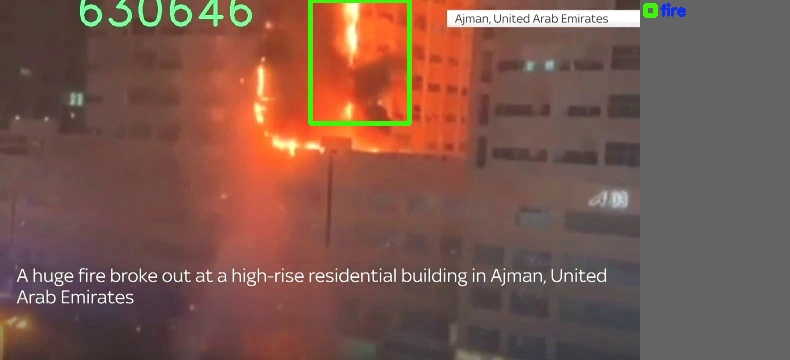 630646
Ajman, United Arab Emirates
fire
A huge fire broke out at a high-rise residential building in Ajman, United
Arab Emirates